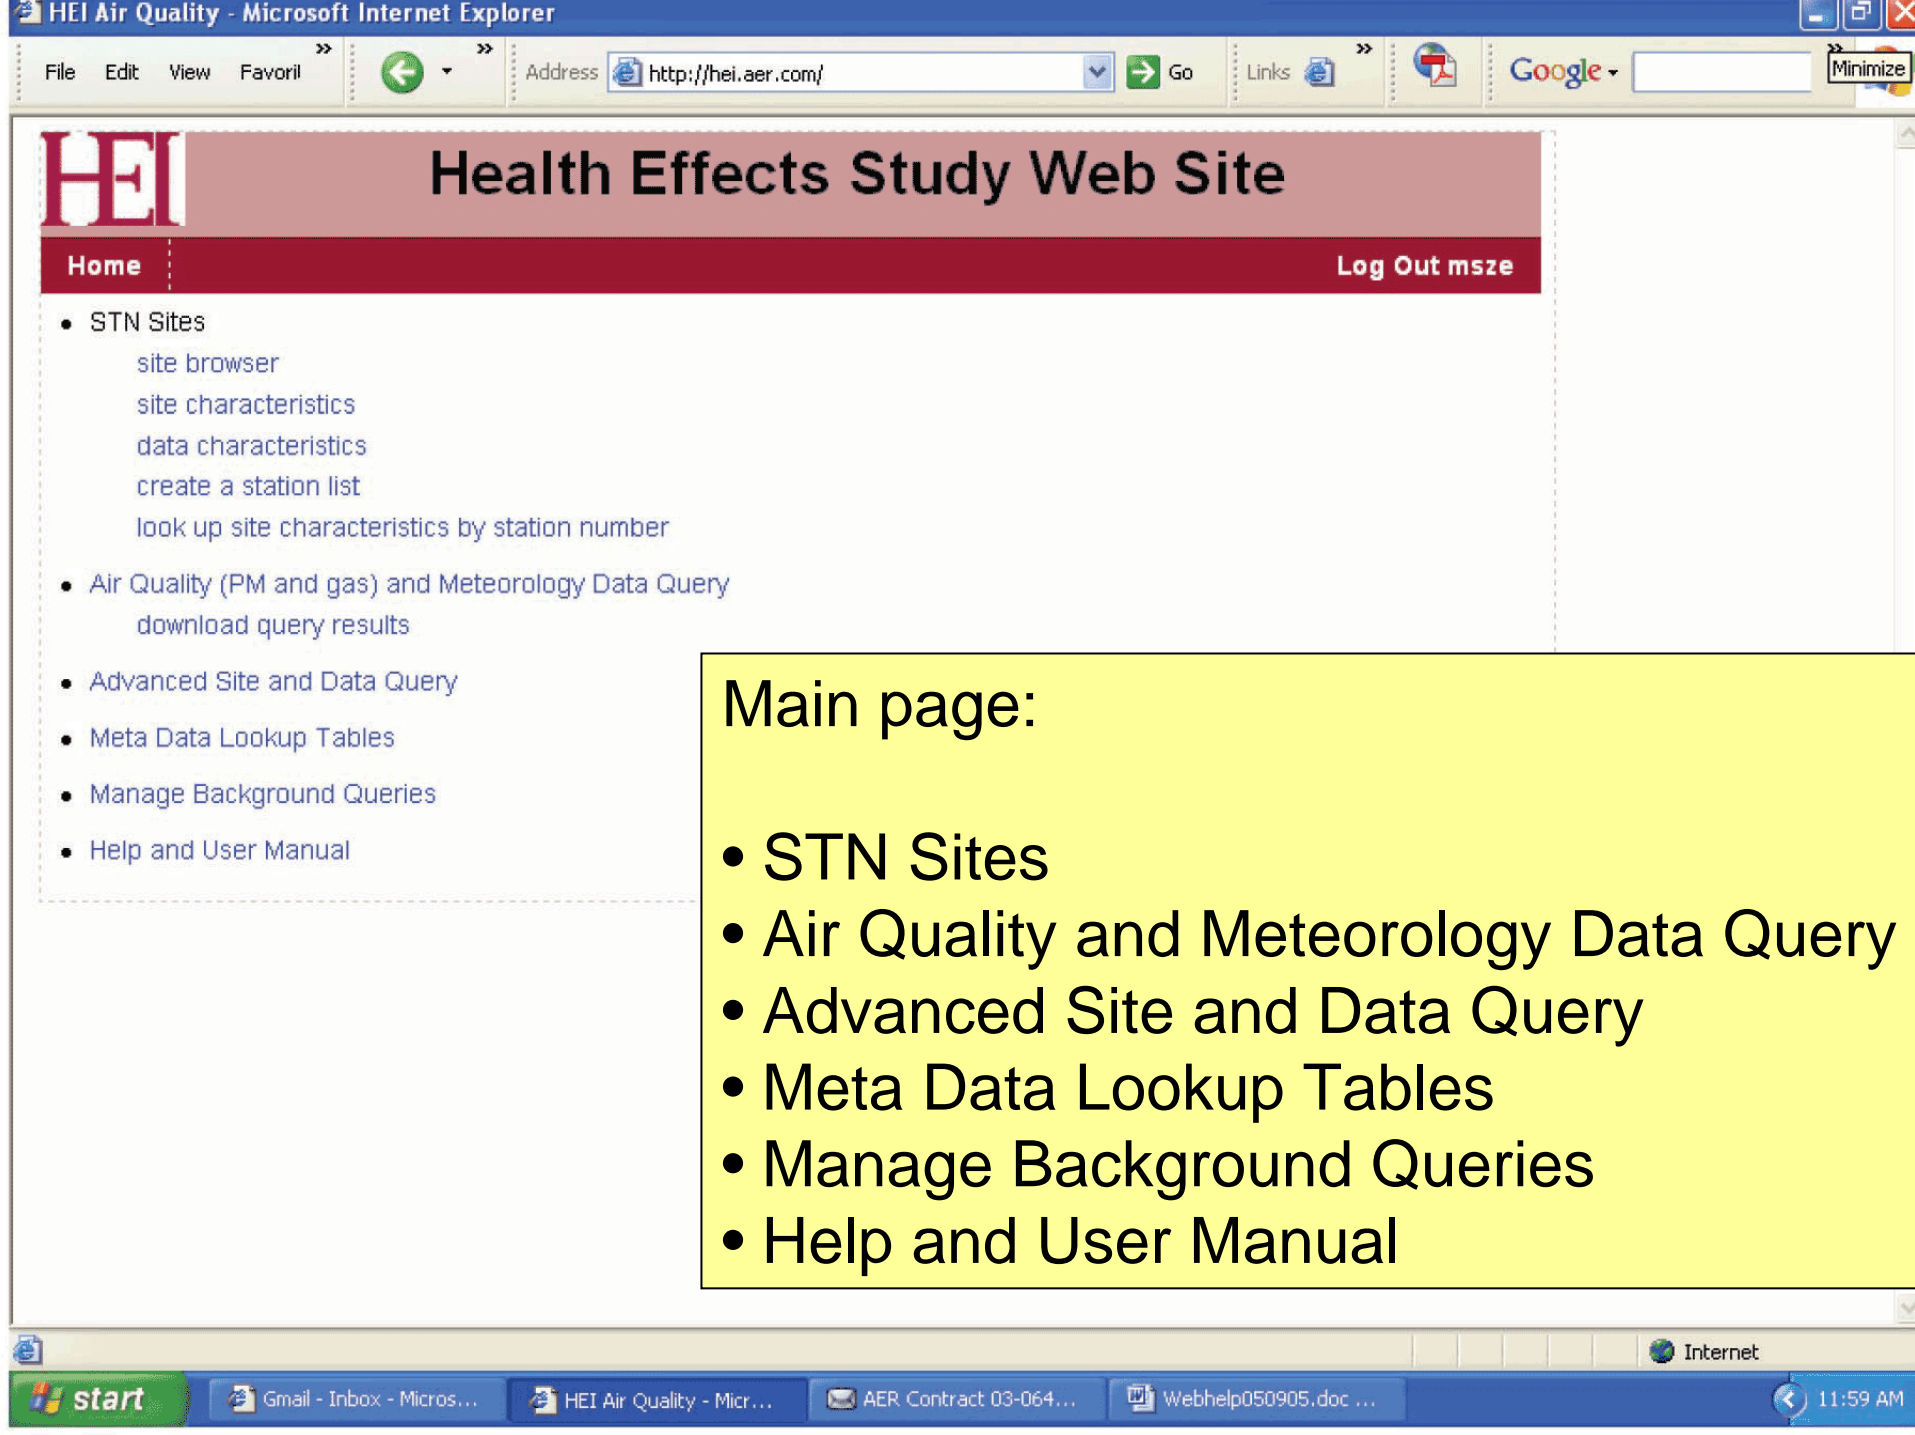 HEI Air Quality - Microsoft Internet Explorer
File Edit View Favorit » » Address http://hei.aer.com/ Go Links » Google » Minimize
HEI Health Effects Study Web Site
Home Log Out msze
• STN Sites
site browser
site characteristics
data characteristics
create a station list
look up site characteristics by station number
• Air Quality (PM and gas) and Meteorology Data Query
download query results
• Advanced Site and Data Query
• Meta Data Lookup Tables
• Manage Background Queries
• Help and User Manual
Main page:
• STN Sites
• Air Quality and Meteorology Data Query
• Advanced Site and Data Query
• Meta Data Lookup Tables
• Manage Background Queries
• Help and User Manual
Internet
start Gmail - Inbox - Micros... HEI Air Quality - Micr... AER Contract 03-064... Webhelp050905.doc ... 11:59 AM